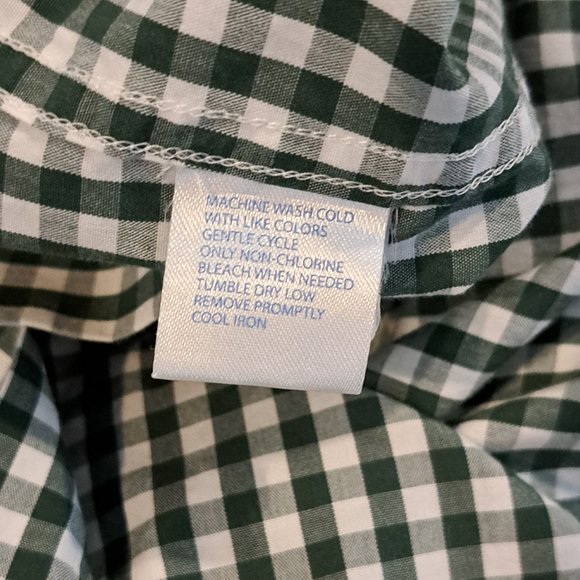 MACHINE WASH COLD
WITH LIKE COLORS
GENTLE CYCLE
ONLY NON-CHLORINE
BLEACH WHEN NEEDED
TUMBLE DRY LOW
REMOVE PROMPTLY
COOL IRON